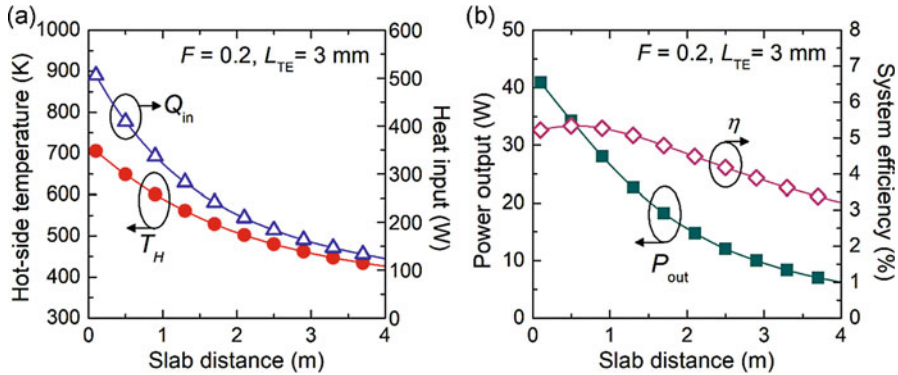 (a)
1000
900
800
700
600
500
400
300
Hot-side temperature (K)
F = 0.2, L_TE = 3 mm
Q_in
T_H
600
500
400
300
200
100
0
Heat input (W)
0 1 2 3 4
Slab distance (m)
(b)
50
40
30
20
10
0
Power output (W)
F = 0.2, L_TE = 3 mm
η
P_out
8
7
6
5
4
3
2
1
0
System efficiency (%)
0 1 2 3 4
Slab distance (m)